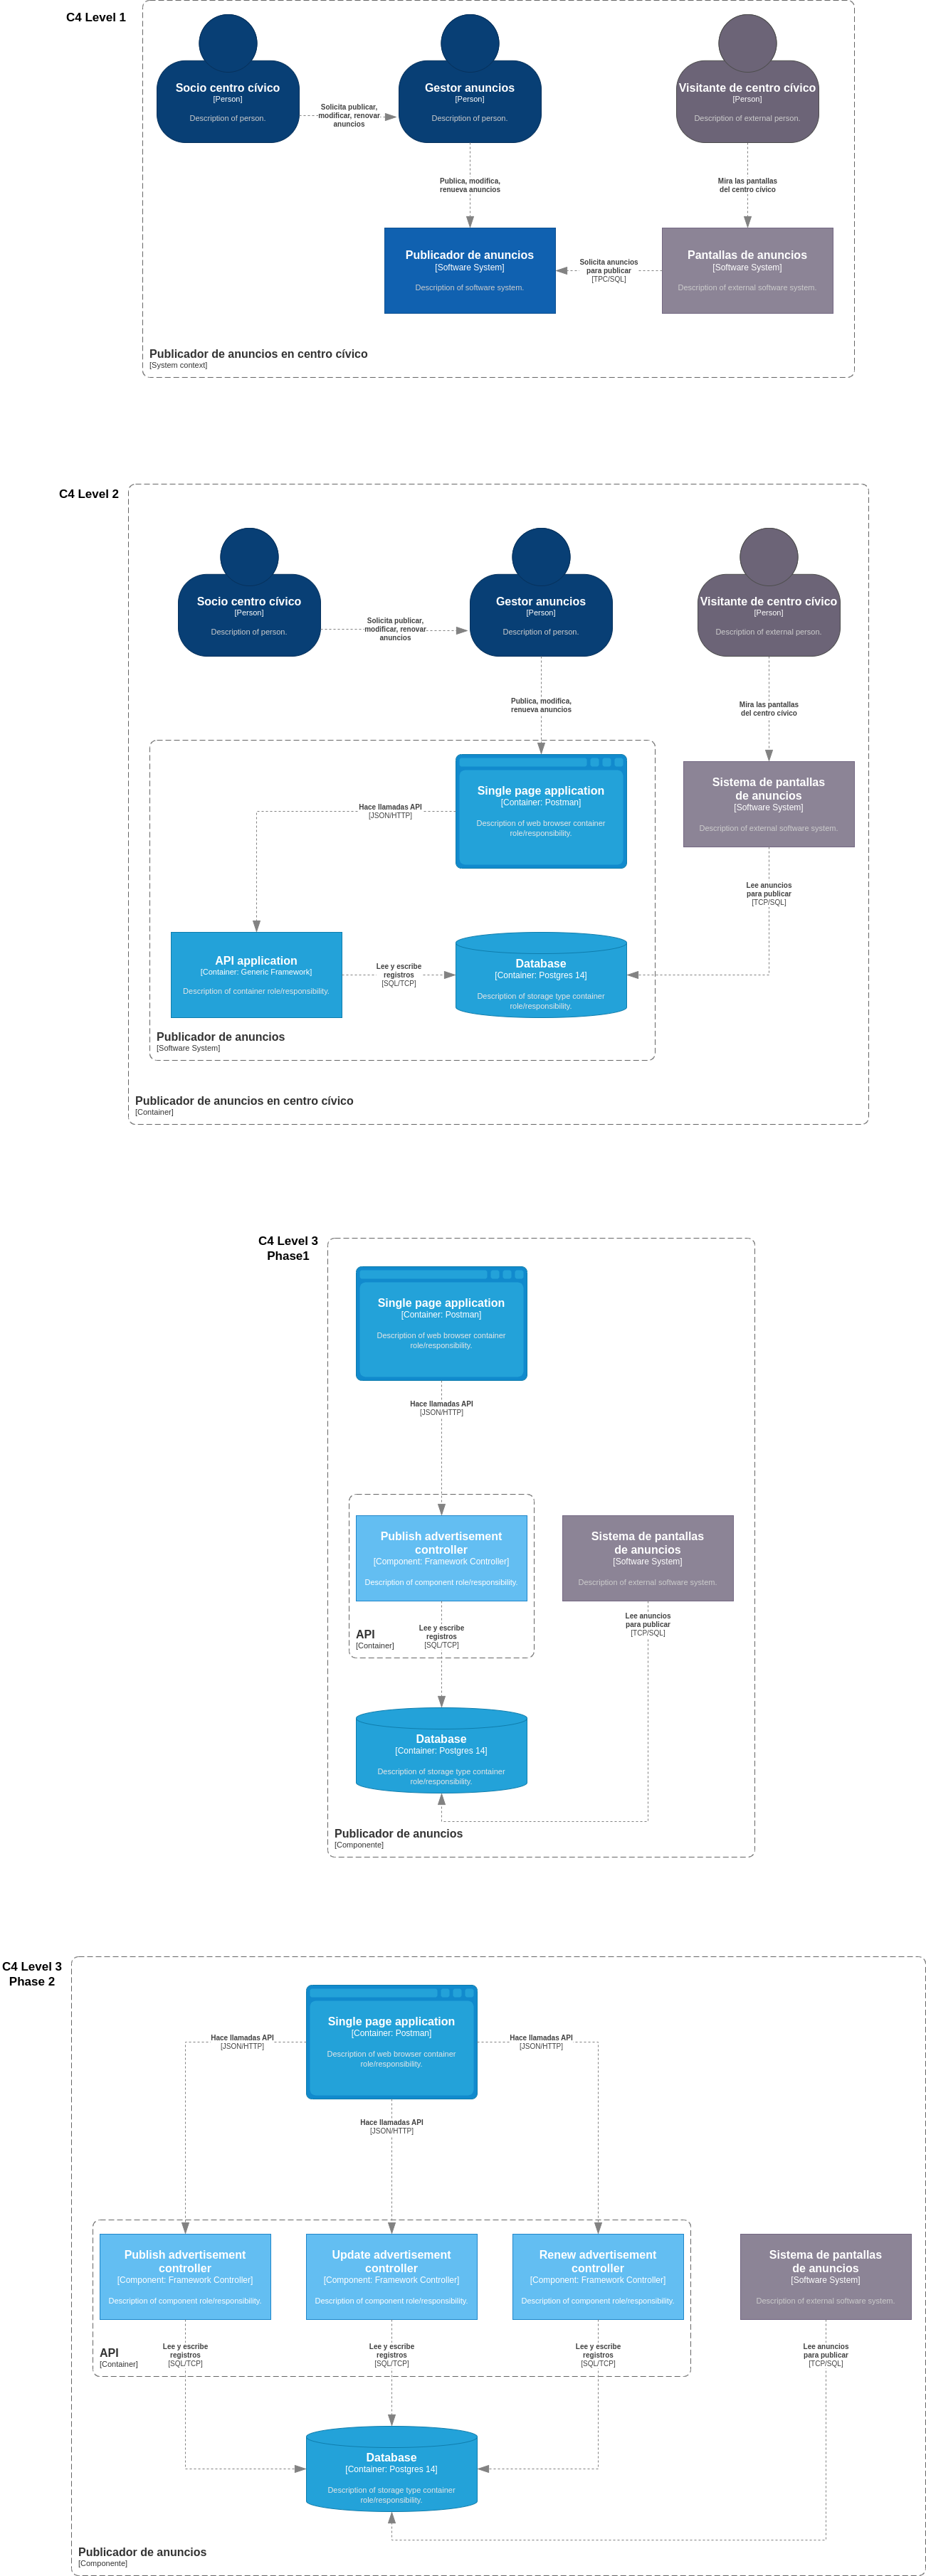 C4 Level 1
Socio centro cívico
[Person]
Description of person.
Solicita publicar,
modificar, renovar
anuncios
Gestor anuncios
[Person]
Description of person.
Visitante de centro cívico
[Person]
Description of external person.
Publica, modifica,
renueva anuncios
Mira las pantallas
del centro cívico
Publicador de anuncios
[Software System]
Description of software system.
Solicita anuncios
para publicar
[TPC/SQL]
Pantallas de anuncios
[Software System]
Description of external software system.
Publicador de anuncios en centro cívico
[System context]
C4 Level 2
Socio centro cívico
[Person]
Description of person.
Solicita publicar,
modificar, renovar
anuncios
Gestor anuncios
[Person]
Description of person.
Visitante de centro cívico
[Person]
Description of external person.
Publica, modifica,
renueva anuncios
Mira las pantallas
del centro cívico
Single page application
[Container: Postman]
Description of web browser container
role/responsibility.
Hace llamadas API
[JSON/HTTP]
Sistema de pantallas
de anuncios
[Software System]
Description of external software system.
Lee anuncios
para publicar
[TCP/SQL]
API application
[Container: Generic Framework]
Description of container role/responsibility.
Lee y escribe
registros
[SQL/TCP]
Database
[Container: Postgres 14]
Description of storage type container
role/responsibility.
Publicador de anuncios
[Software System]
Publicador de anuncios en centro cívico
[Container]
C4 Level 3
Phase1
Single page application
[Container: Postman]
Description of web browser container
role/responsibility.
Hace llamadas API
[JSON/HTTP]
Publish advertisement
controller
[Component: Framework Controller]
Description of component role/responsibility.
Sistema de pantallas
de anuncios
[Software System]
Description of external software system.
API
[Container]
Lee y escribe
registros
[SQL/TCP]
Lee anuncios
para publicar
[TCP/SQL]
Database
[Container: Postgres 14]
Description of storage type container
role/responsibility.
Publicador de anuncios
[Componente]
C4 Level 3
Phase 2
Single page application
[Container: Postman]
Description of web browser container
role/responsibility.
Hace llamadas API
[JSON/HTTP]
Hace llamadas API
[JSON/HTTP]
Hace llamadas API
[JSON/HTTP]
Publish advertisement
controller
[Component: Framework Controller]
Description of component role/responsibility.
Update advertisement
controller
[Component: Framework Controller]
Description of component role/responsibility.
Renew advertisement
controller
[Component: Framework Controller]
Description of component role/responsibility.
Sistema de pantallas
de anuncios
[Software System]
Description of external software system.
API
[Container]
Lee y escribe
registros
[SQL/TCP]
Lee y escribe
registros
[SQL/TCP]
Lee y escribe
registros
[SQL/TCP]
Lee anuncios
para publicar
[TCP/SQL]
Database
[Container: Postgres 14]
Description of storage type container
role/responsibility.
Publicador de anuncios
[Componente]